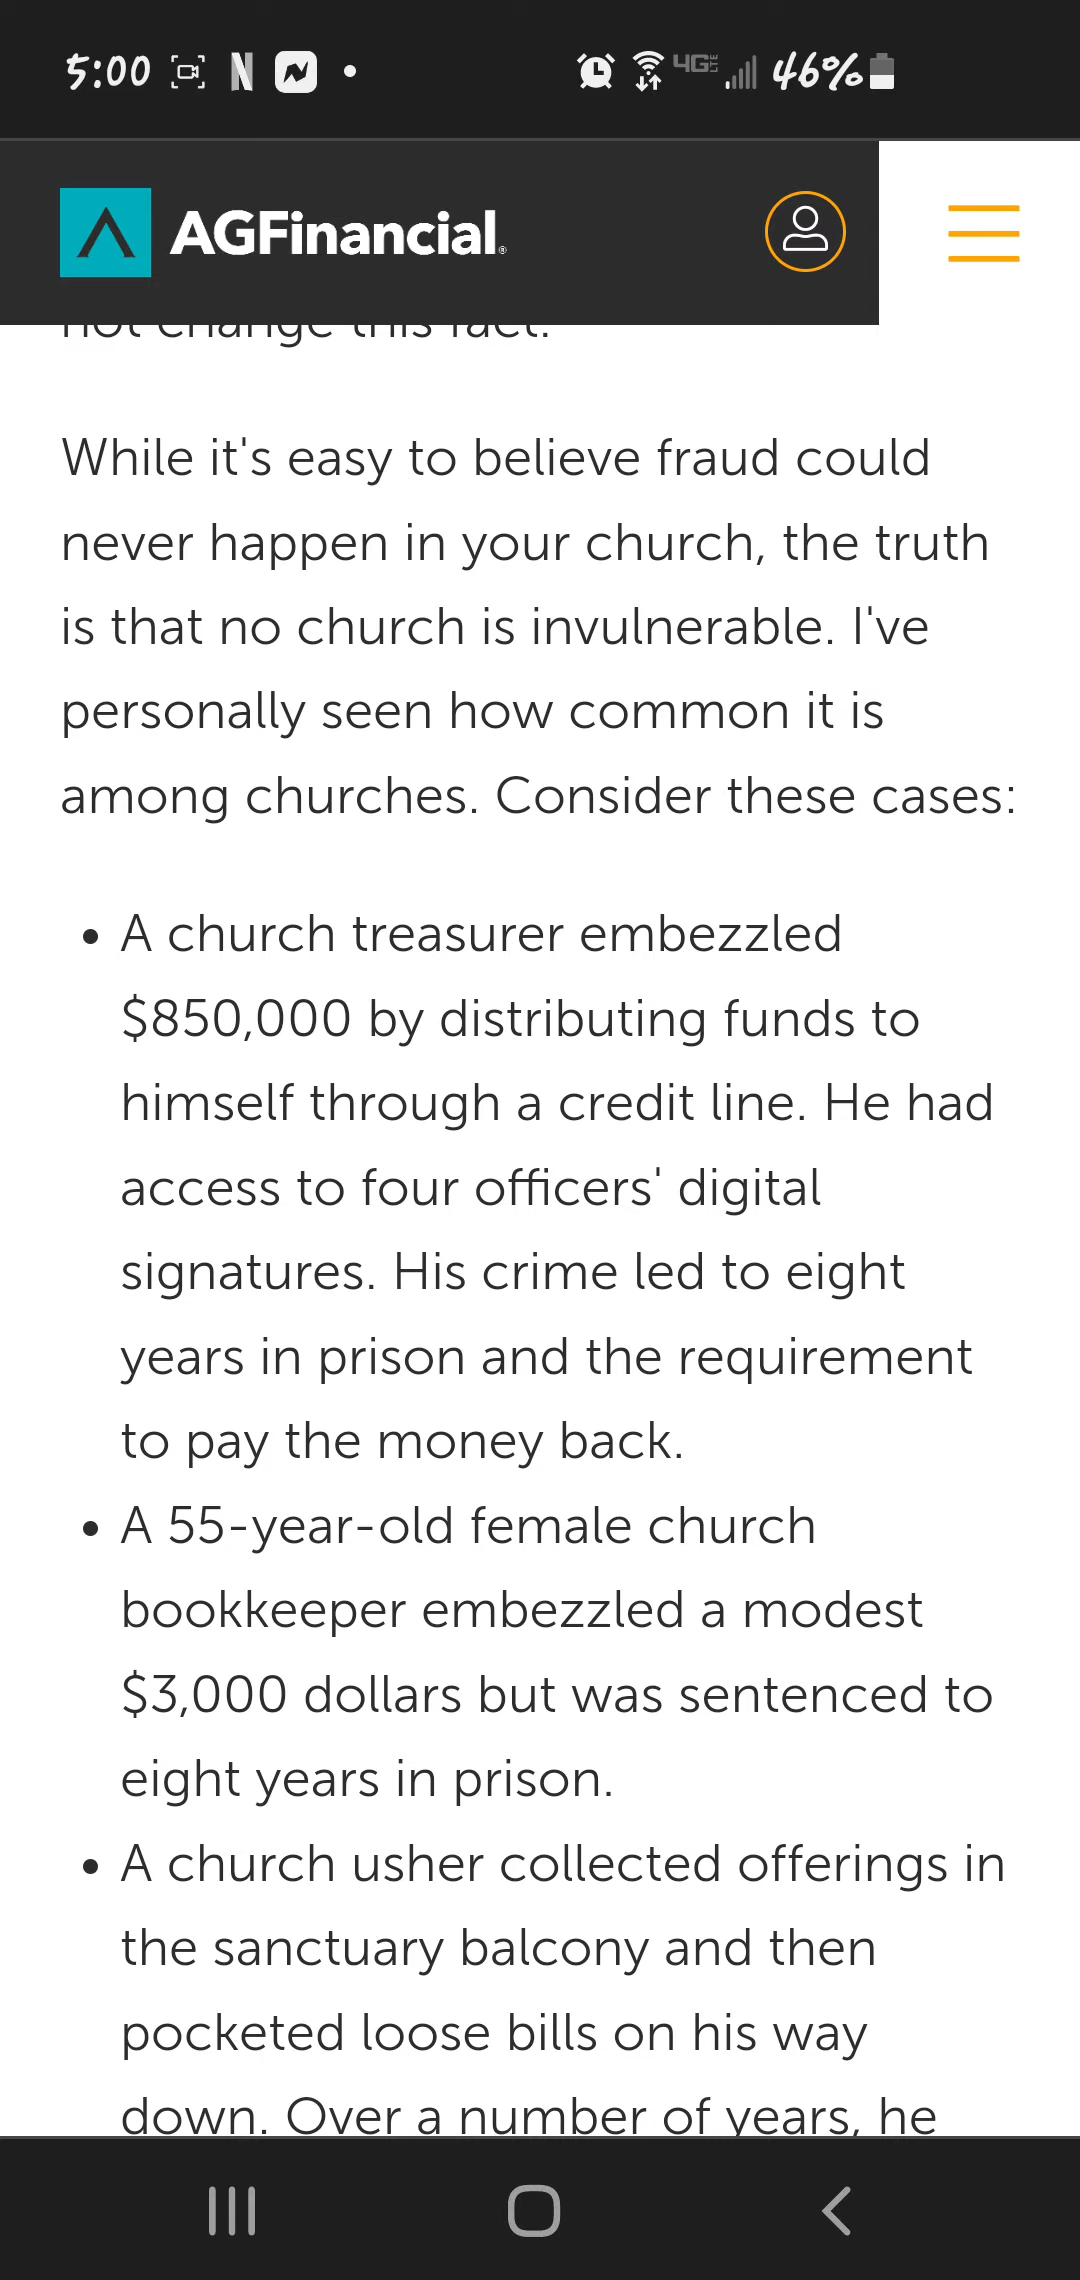 5:00 N 4G LTE 46%
AGFinancial®
not change this fact.
While it's easy to believe fraud could
never happen in your church, the truth
is that no church is invulnerable. I've
personally seen how common it is
among churches. Consider these cases:
• A church treasurer embezzled
$850,000 by distributing funds to
himself through a credit line. He had
access to four officers' digital
signatures. His crime led to eight
years in prison and the requirement
to pay the money back.
• A 55-year-old female church
bookkeeper embezzled a modest
$3,000 dollars but was sentenced to
eight years in prison.
• A church usher collected offerings in
the sanctuary balcony and then
pocketed loose bills on his way
down. Over a number of years, he